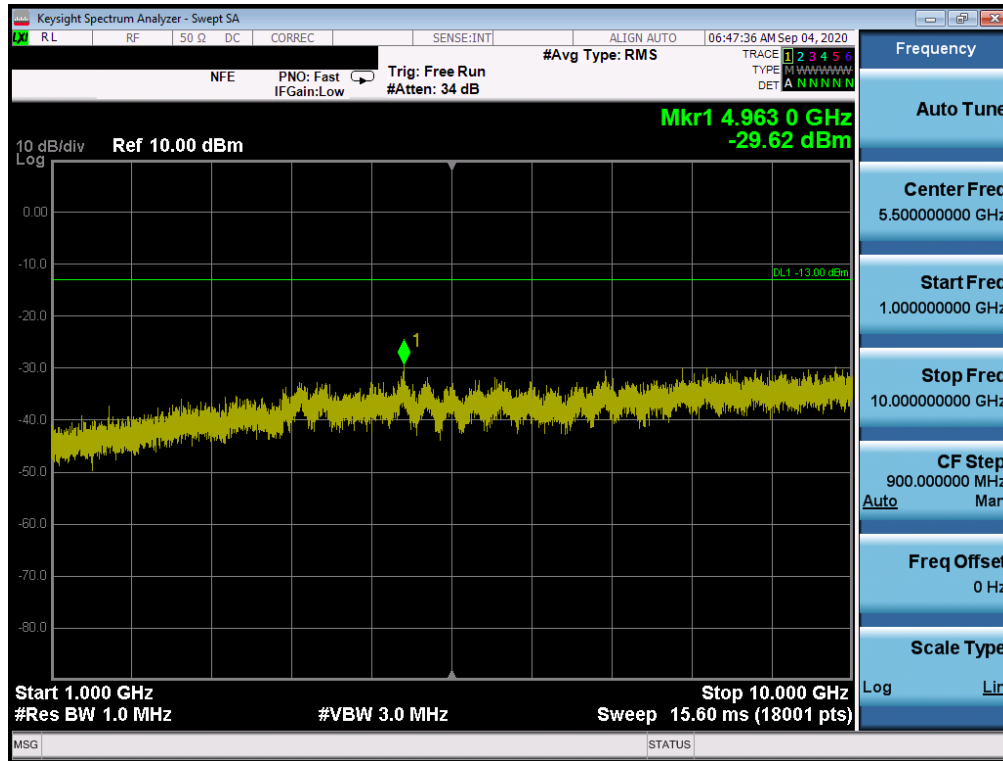 Keysight Spectrum Analyzer - Swept SA
LXI RL RF 50 Ω DC CORREC SENSE:INT ALIGN AUTO 06:47:36 AM Sep 04, 2020
Frequency
NFE PNO: Fast Trig: Free Run #Avg Type: RMS TRACE 1 2 3 4 5 6
IFGain:Low #Atten: 34 dB TYPE M W W W W W
DET A N N N N N
Auto Tune
Mkr1 4.963 0 GHz
-29.62 dBm
10 dB/div Ref 10.00 dBm
Log
Center Freq
5.500000000 GHz
0.00
-10.0
DL1 -13.00 dBm
Start Freq
1.000000000 GHz
-20.0
1
-30.0
Stop Freq
10.000000000 GHz
-40.0
-50.0
CF Step
900.000000 MHz
Auto Man
-60.0
Freq Offset
0 Hz
-70.0
-80.0
Scale Type
Log Lin
Start 1.000 GHz Stop 10.000 GHz
#Res BW 1.0 MHz #VBW 3.0 MHz Sweep 15.60 ms (18001 pts)
MSG STATUS